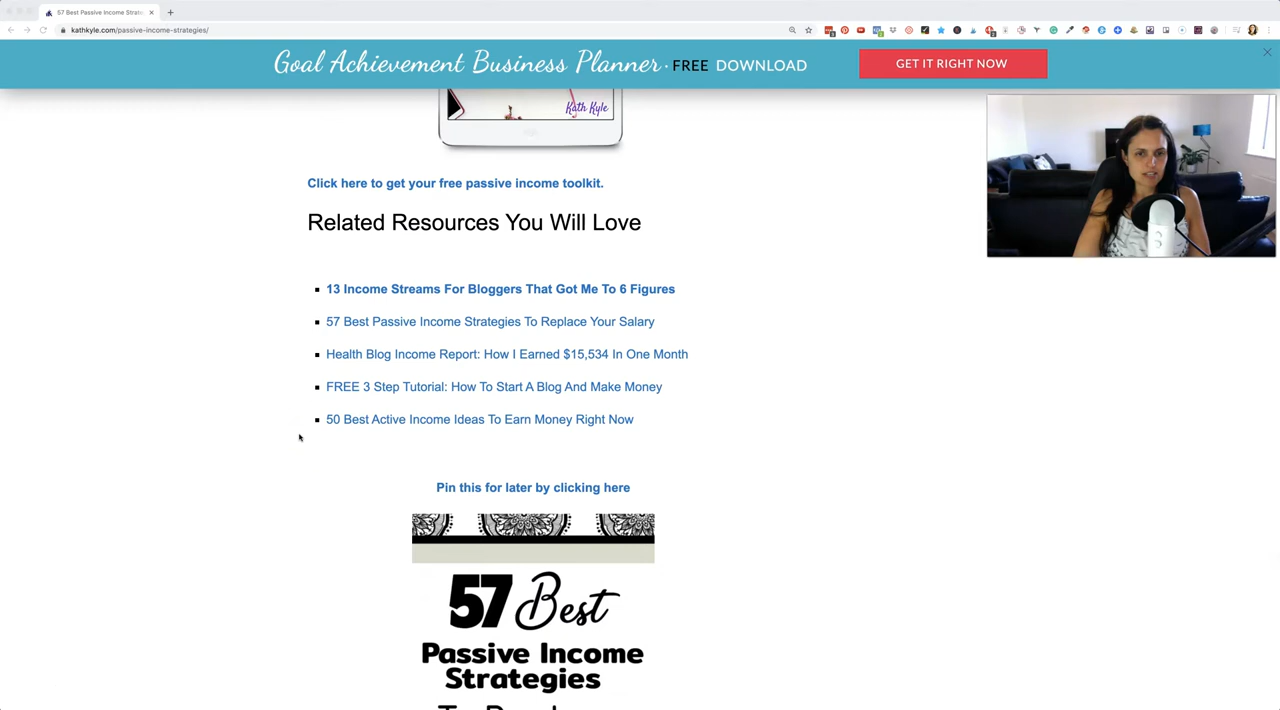 57 Best Passive Income Strate
kathkyle.com/passive-income-strategies/
Goal Achievement Business Planner · FREE DOWNLOAD
GET IT RIGHT NOW
Kath Kyle
Click here to get your free passive income toolkit.
Related Resources You Will Love
13 Income Streams For Bloggers That Got Me To 6 Figures
57 Best Passive Income Strategies To Replace Your Salary
Health Blog Income Report: How I Earned $15,534 In One Month
FREE 3 Step Tutorial: How To Start A Blog And Make Money
50 Best Active Income Ideas To Earn Money Right Now
Pin this for later by clicking here
57 Best
Passive Income
Strategies